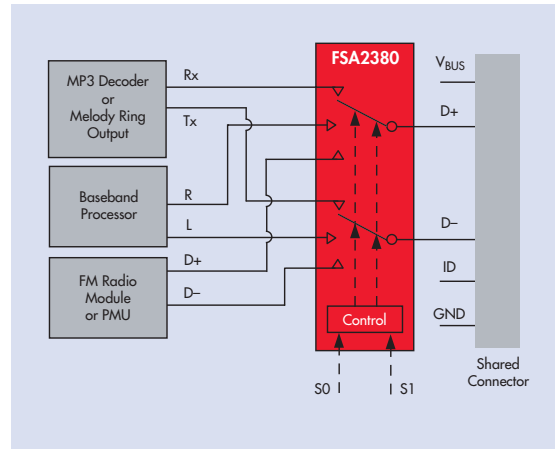 FSA2380
MP3 Decoder
or
Melody Ring
Output
Rx
Tx
Baseband
Processor
R
L
FM Radio
Module
or PMU
D+
D–
Control
S0
S1
VBUS
D+
D–
ID
GND
Shared
Connector